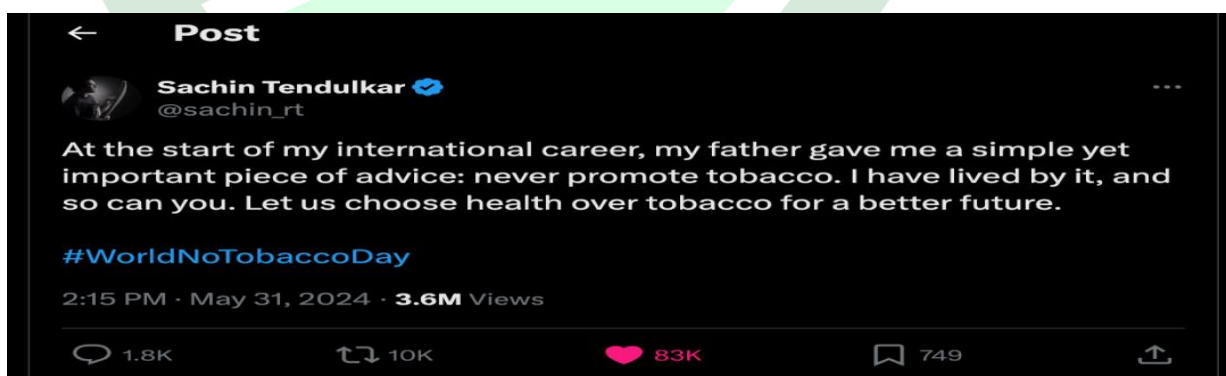 Post
Sachin Tendulkar
@sachin_rt
At the start of my international career, my father gave me a simple yet
important piece of advice: never promote tobacco. I have lived by it, and
so can you. Let us choose health over tobacco for a better future.
#WorldNoTobaccoDay
2:15 PM · May 31, 2024 · 3.6M Views
1.8K 10K 83K 749